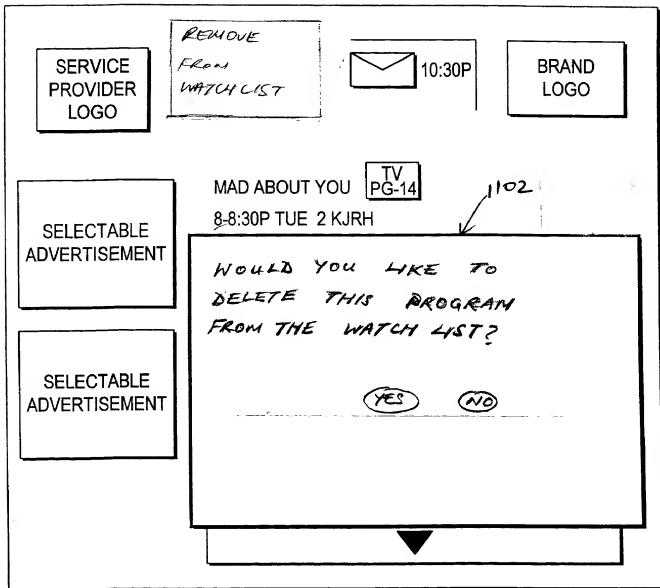 SERVICE
PROVIDER
LOGO
REMOVE
FROM
WATCH LIST
10:30P
BRAND
LOGO
SELECTABLE
ADVERTISEMENT
MAD ABOUT YOU
TV
PG-14
8-8:30P TUE 2 KJRH
1102
WOULD YOU LIKE TO
DELETE THIS PROGRAM
FROM THE WATCH LIST?
YES NO
SELECTABLE
ADVERTISEMENT